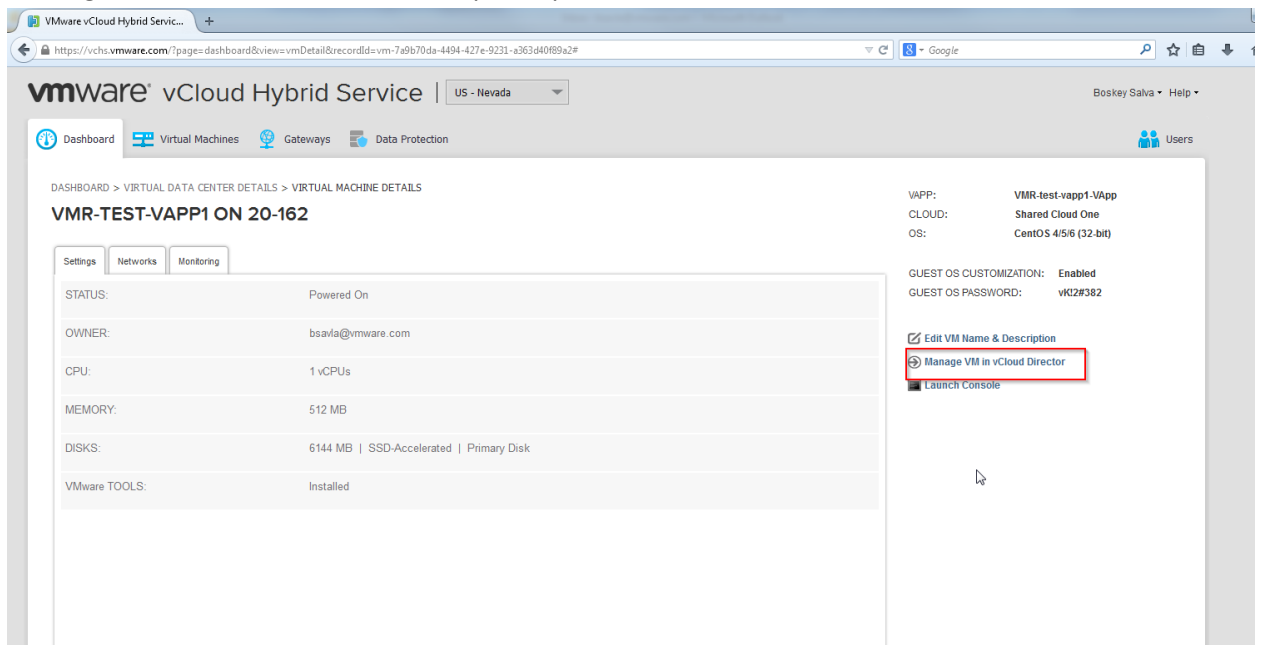 VMware vCloud Hybrid Servic...
https://vchs.vmware.com/?page=dashboard&view=vmDetail&recordId=vm-7a9b70da-4494-427e-9231-a363d40f89a2#
8 - Google
vmware® vCloud Hybrid Service | US - Nevada
Boskey Salva Help
Dashboard Virtual Machines Gateways Data Protection
Users
DASHBOARD > VIRTUAL DATA CENTER DETAILS > VIRTUAL MACHINE DETAILS
VMR-TEST-VAPP1 ON 20-162
Settings Networks Monitoring
STATUS: Powered On
OWNER: bsavla@vmware.com
CPU: 1 vCPUs
MEMORY: 512 MB
DISKS: 6144 MB | SSD-Accelerated | Primary Disk
VMware TOOLS: Installed
VAPP: VMR-test-vapp1-VApp
CLOUD: Shared Cloud One
OS: CentOS 4/5/6 (32-bit)
GUEST OS CUSTOMIZATION: Enabled
GUEST OS PASSWORD: vK!2#382
Edit VM Name & Description
Manage VM in vCloud Director
Launch Console